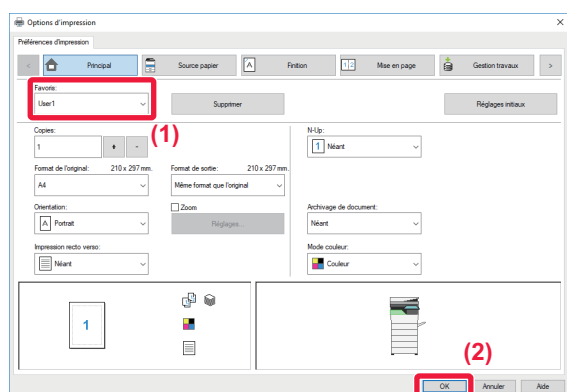 Options d'impression
Préférences d'impression
< Principal Source papier Finition Mise en page Gestion travaux >
Favoris:
User1 Supprimer Réglages initiaux
(1)
Copies: N-Up:
1 + - 1 Néant
Format de l'original: 210 x 297 mm. Format de sortie: 210 x 297 mm.
A4 Même format que l'original
Orientation: Zoom Archivage de document:
A Portrait Réglages... Néant
Impression recto verso: Mode couleur:
Néant Couleur
1
(2)
OK Annuler Aide